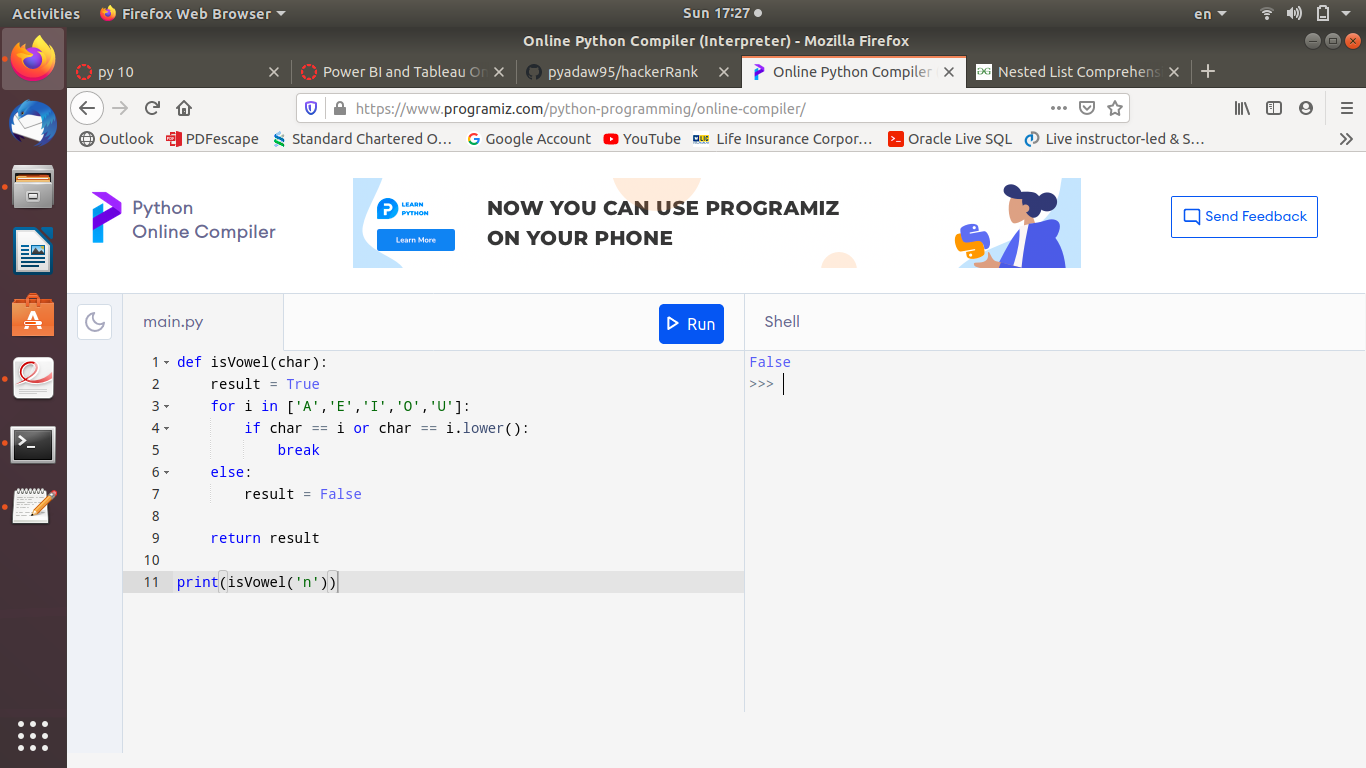 Activities Firefox Web Browser Sun 17:27 en
Online Python Compiler (Interpreter) - Mozilla Firefox
py 10 Power BI and Tableau Or pyadaw95/hackerRank Online Python Compiler Nested List Comprehens
https://www.programiz.com/python-programming/online-compiler/
Outlook PDFescape Standard Chartered O… Google Account YouTube LIC Life Insurance Corpor… Oracle Live SQL Live instructor-led & S…
Python
Online Compiler
LEARN
PYTHON
Learn More
NOW YOU CAN USE PROGRAMIZ
ON YOUR PHONE
Send Feedback
main.py Run Shell
1 def isVowel(char):
2     result = True
3     for i in ['A','E','I','O','U']:
4         if char == i or char == i.lower():
5             break
6     else:
7         result = False
8
9     return result
10
11 print(isVowel('n'))
False
>>>